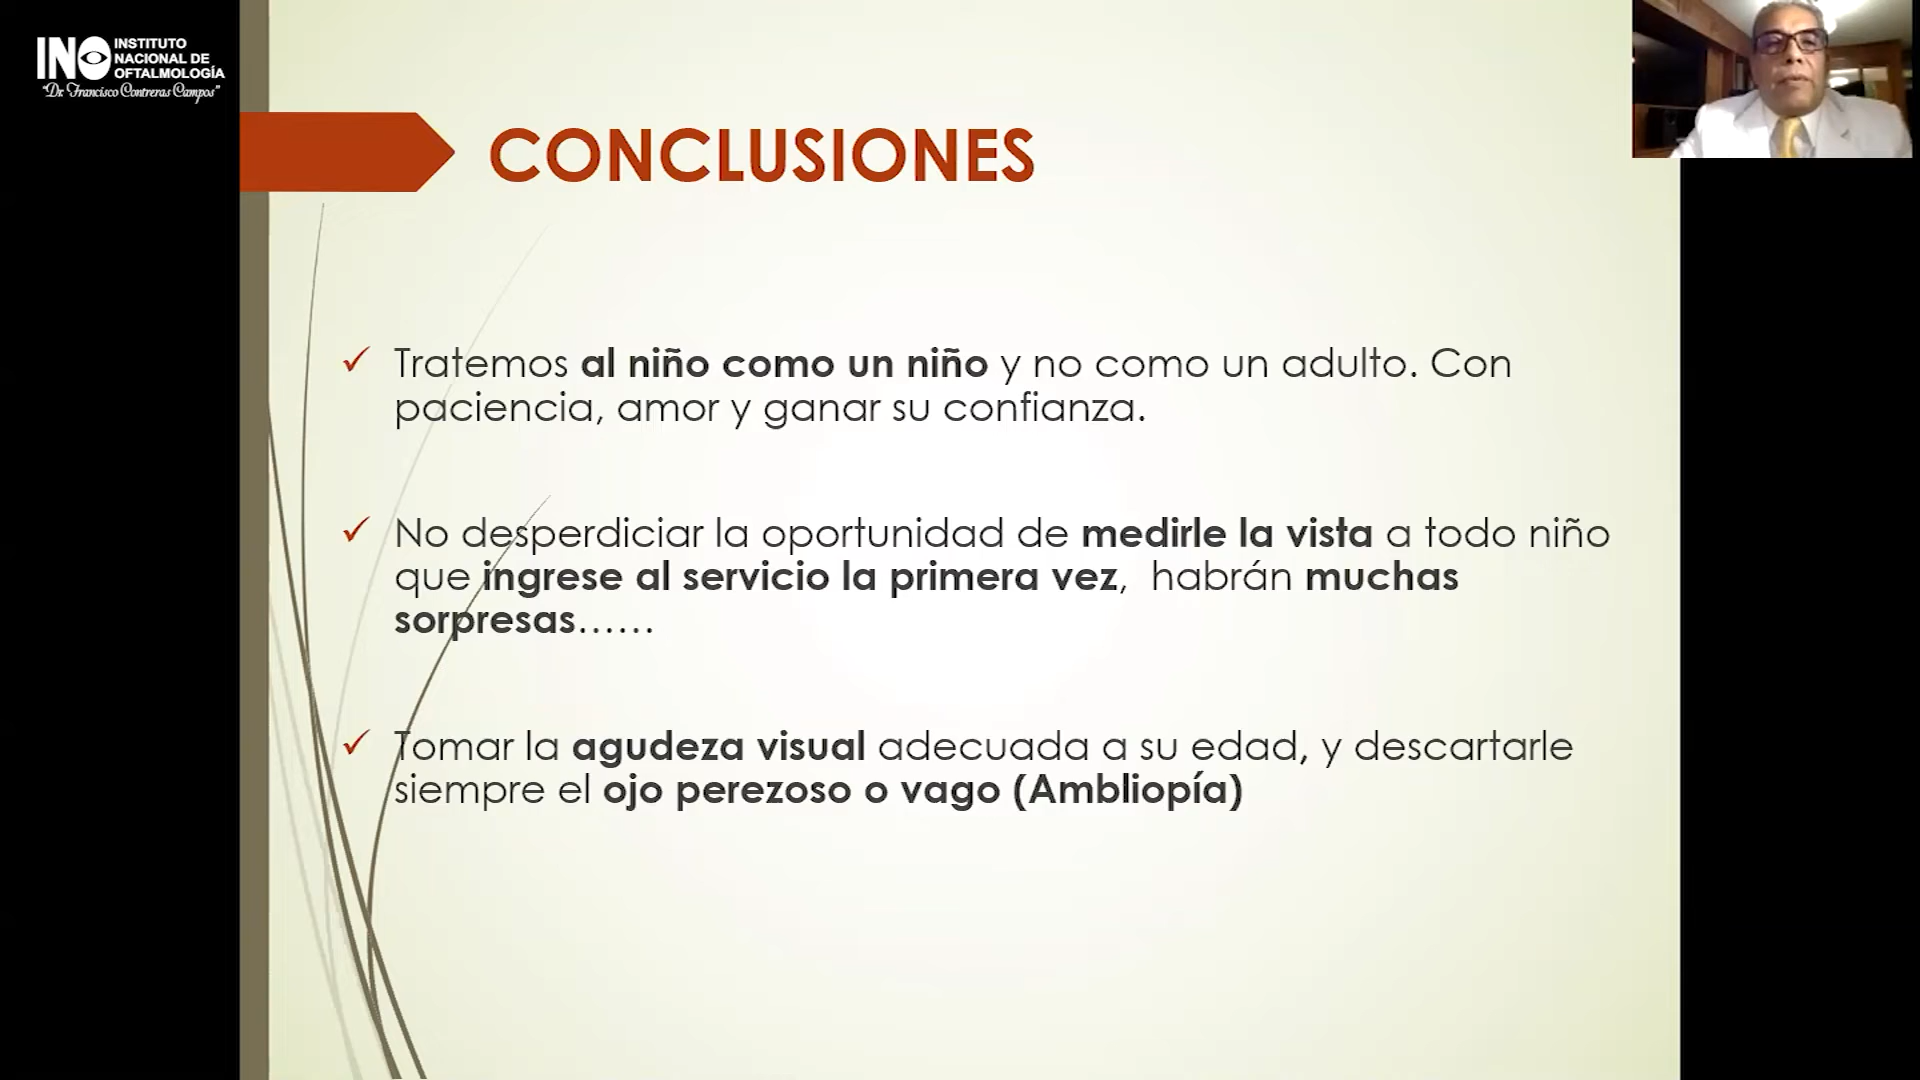 INO INSTITUTO
NACIONAL DE
OFTALMOLOGÍA
"Dr. Francisco Contreras Campos"
CONCLUSIONES
✓ Tratemos al niño como un niño y no como un adulto. Con
paciencia, amor y ganar su confianza.
✓ No desperdiciar la oportunidad de medirle la vista a todo niño
que ingrese al servicio la primera vez, habrán muchas
sorpresas......
✓ Tomar la agudeza visual adecuada a su edad, y descartarle
siempre el ojo perezoso o vago (Ambliopía)